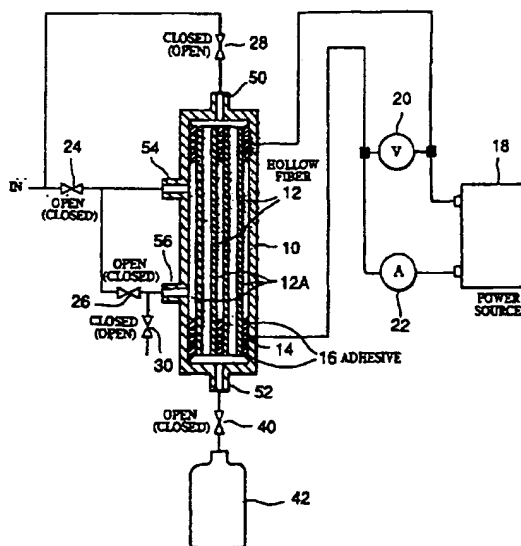 CLOSED
(OPEN)
28
50
54
24
IN
OPEN
(CLOSED)
HOLLOW
FIBER
12
10
20
V
18
A
22
POWER
SOURCE
56
OPEN
(CLOSED)
26
12A
CLOSED
(OPEN)
30
14
16 ADHESIVE
52
OPEN
(CLOSED)
40
42